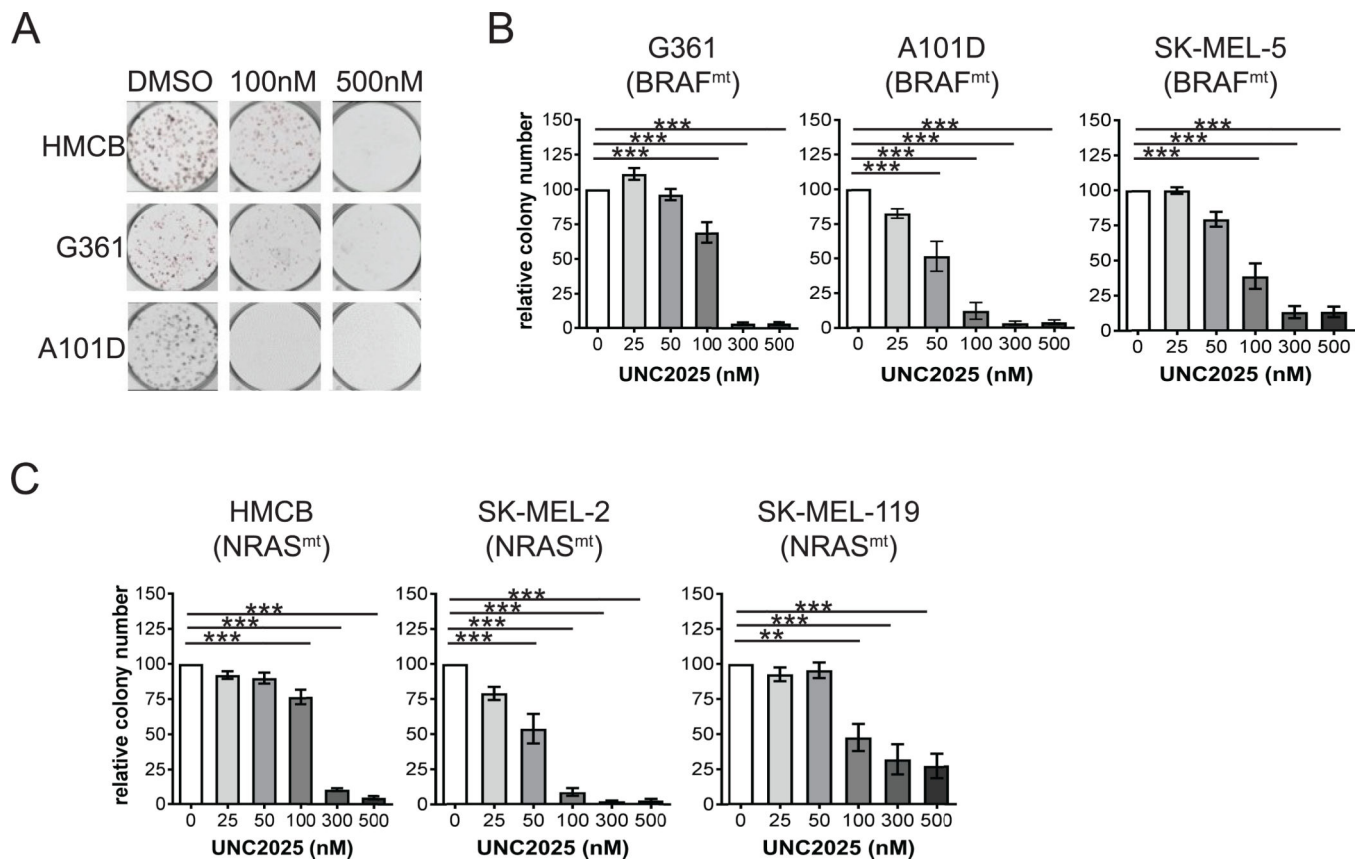 A
DMSO 100nM 500nM
HMCB
G361
A101D
B
G361
(BRAFmt)
relative colony number
150
125
100
75
50
25
0
***
***
***
0 25 50 100 300 500
UNC2025 (nM)
A101D
(BRAFmt)
150
125
100
75
50
25
0
***
***
***
***
0 25 50 100 300 500
UNC2025 (nM)
SK-MEL-5
(BRAFmt)
150
125
100
75
50
25
0
***
***
***
0 25 50 100 300 500
UNC2025 (nM)
C
HMCB
(NRASmt)
relative colony number
150
125
100
75
50
25
0
***
***
***
0 25 50 100 300 500
UNC2025 (nM)
SK-MEL-2
(NRASmt)
150
125
100
75
50
25
0
***
***
***
***
0 25 50 100 300 500
UNC2025 (nM)
SK-MEL-119
(NRASmt)
150
125
100
75
50
25
0
***
***
**
0 25 50 100 300 500
UNC2025 (nM)